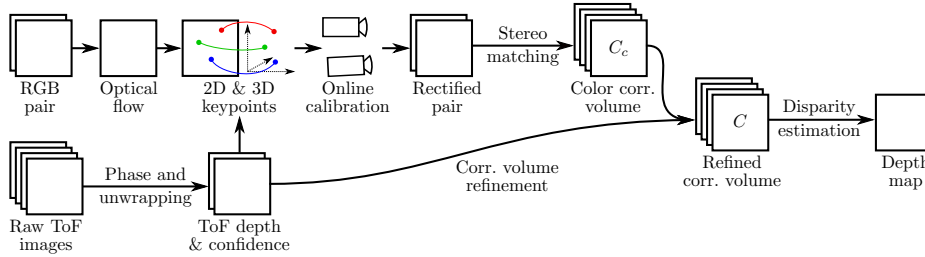 RGB
pair
Optical
flow
2D & 3D
keypoints
Online
calibration
Rectified
pair
Stereo
matching
C_c
Color corr.
volume
C
Refined
corr. volume
Disparity
estimation
Depth
map
Raw ToF
images
Phase and
unwrapping
ToF depth
& confidence
Corr. volume
refinement